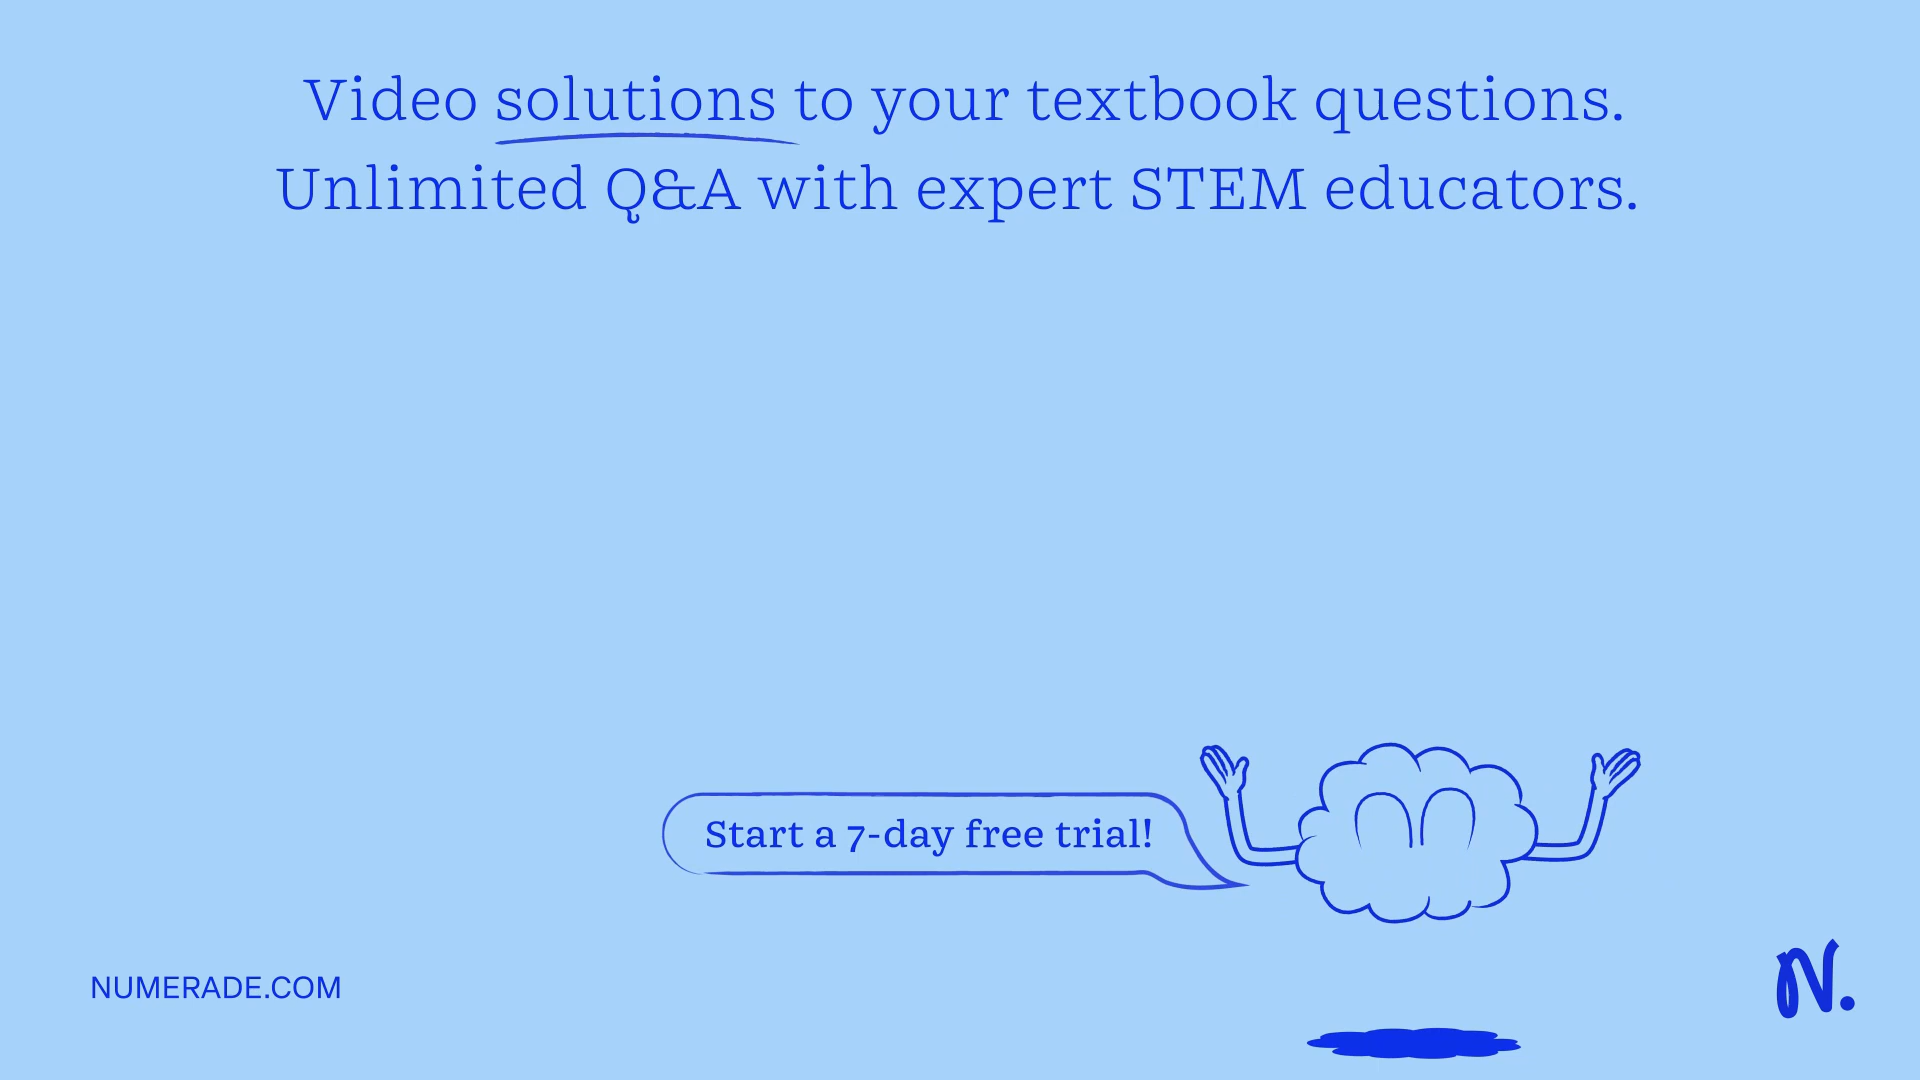 Video solutions to your textbook questions.
Unlimited Q&A with expert STEM educators.
Start a 7-day free trial!
NUMERADE.COM
N.